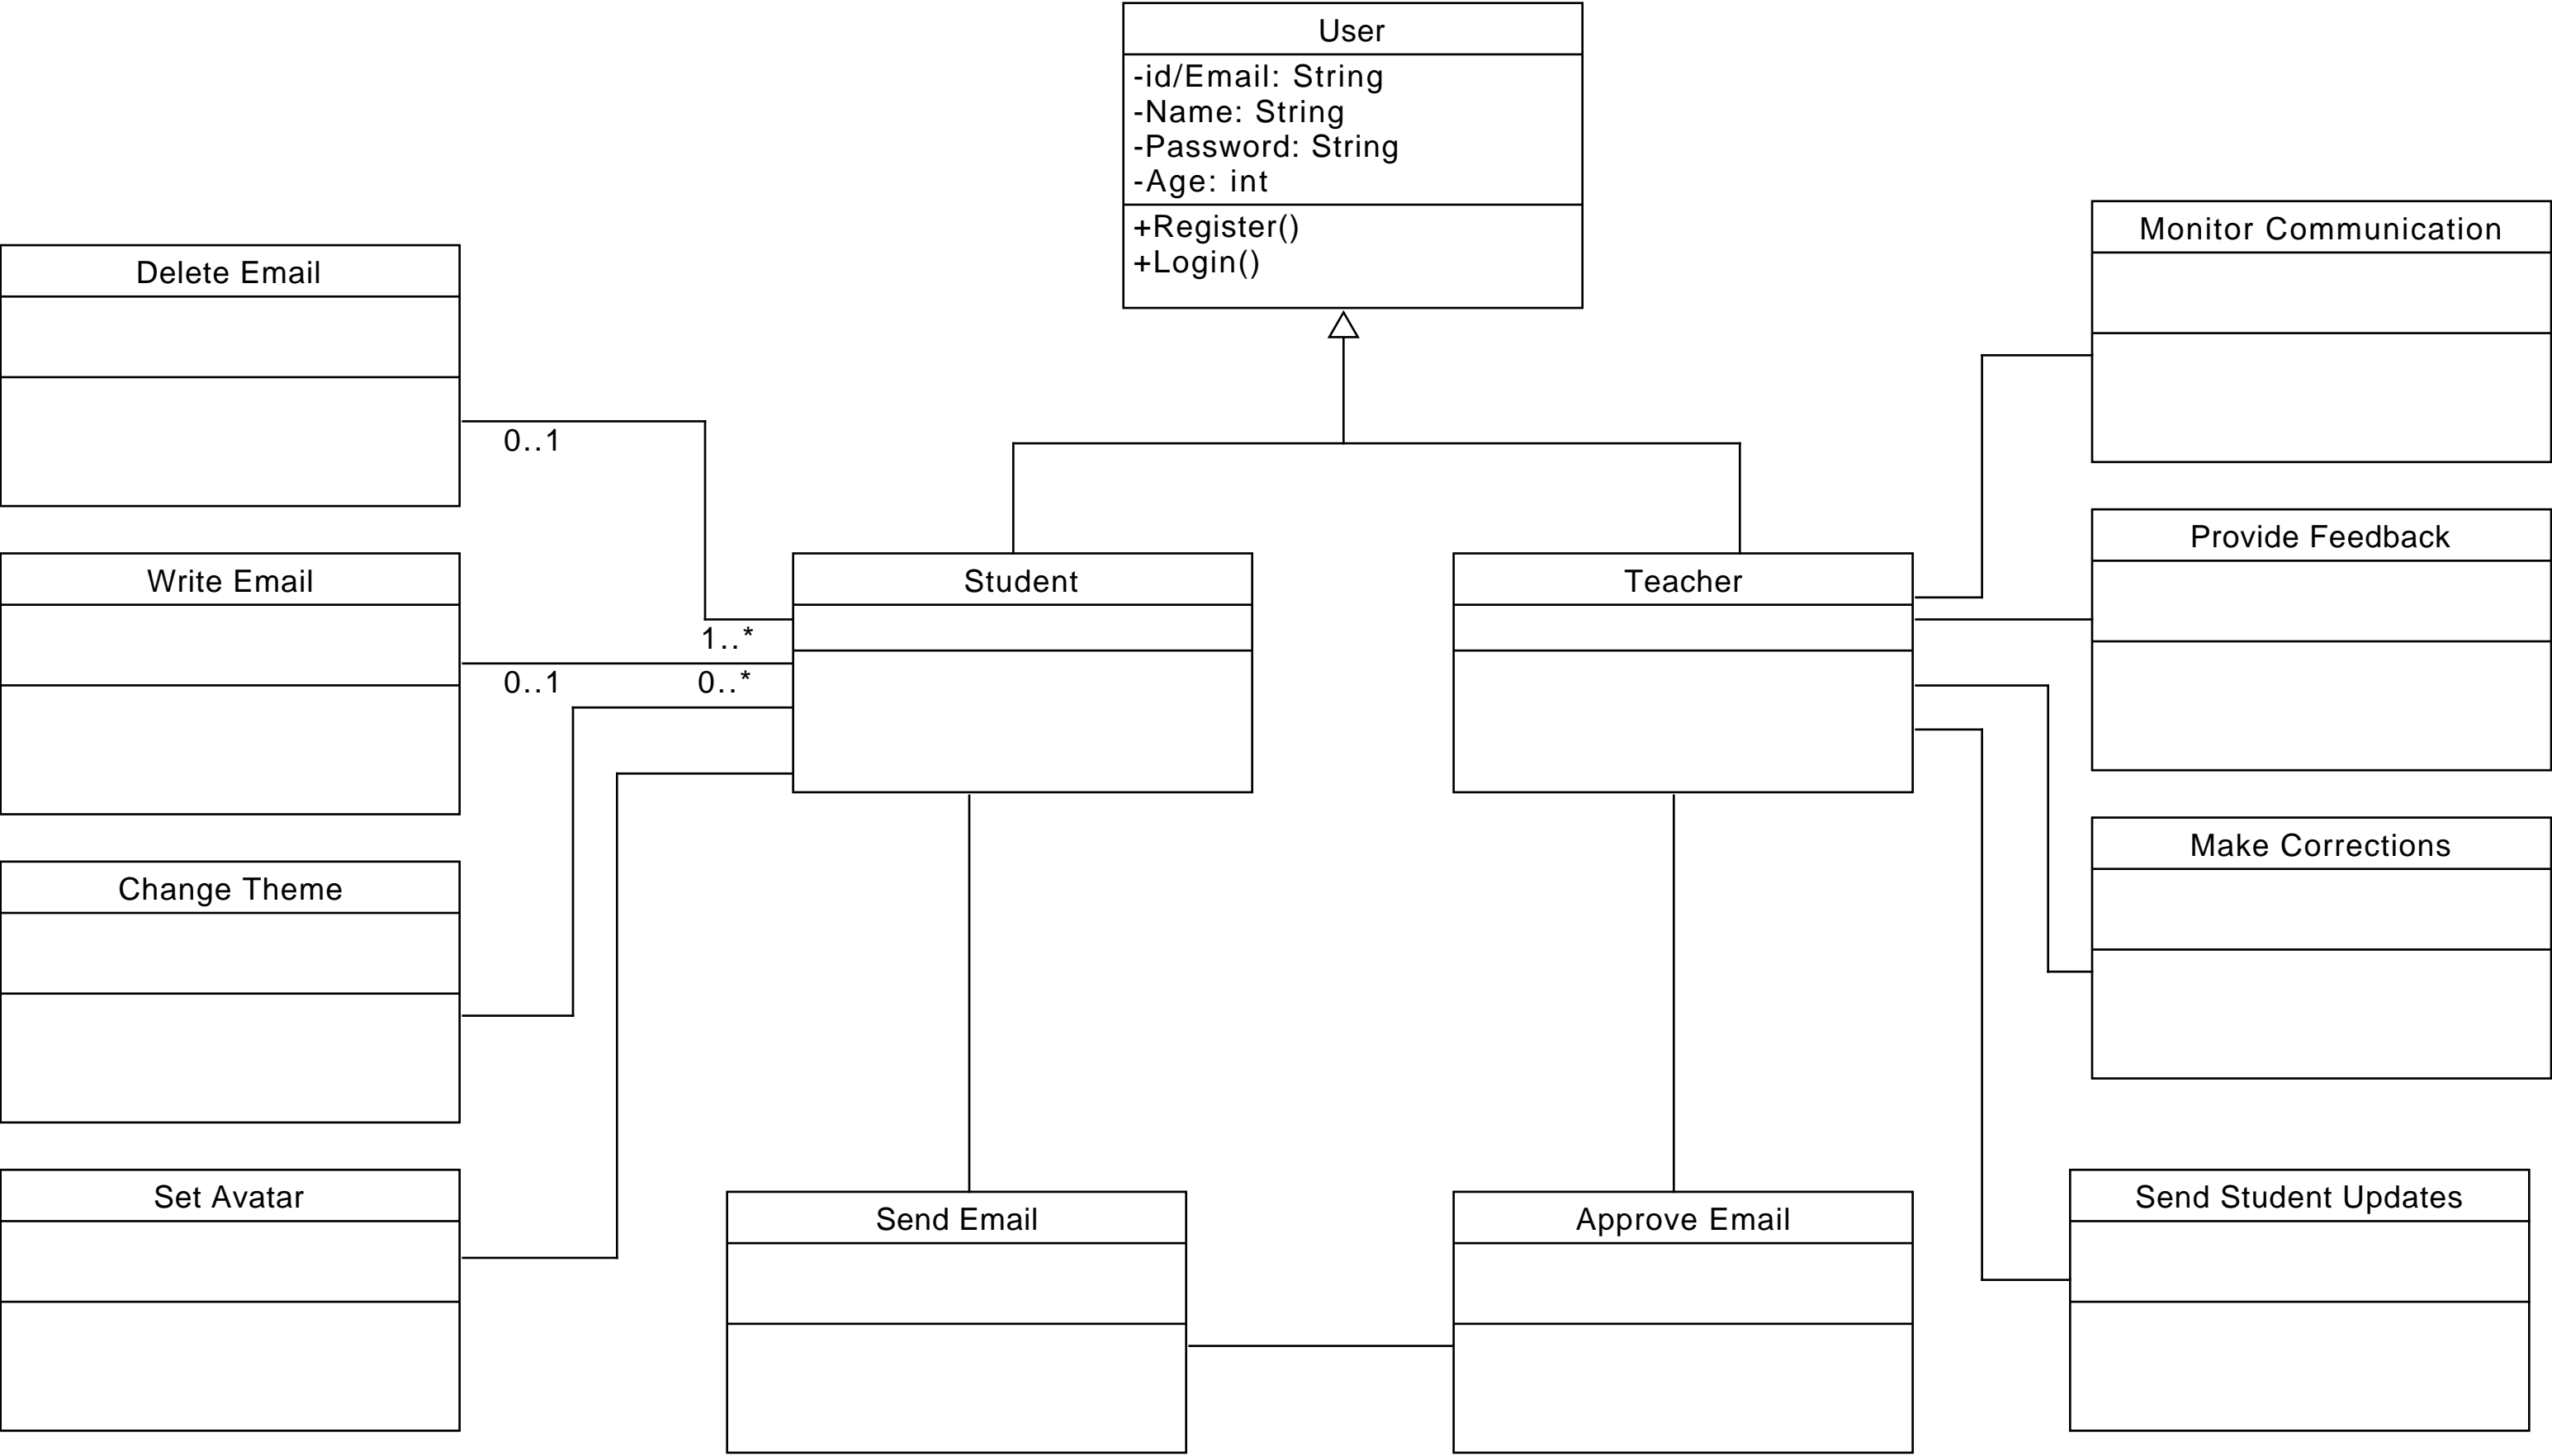 User
-id/Email: String
-Name: String
-Password: String
-Age: int
+Register()
+Login()
Monitor Communication
Delete Email
0..1
Provide Feedback
Write Email
Student
Teacher
1..*
0..1
0..*
Make Corrections
Change Theme
Set Avatar
Send Student Updates
Send Email
Approve Email